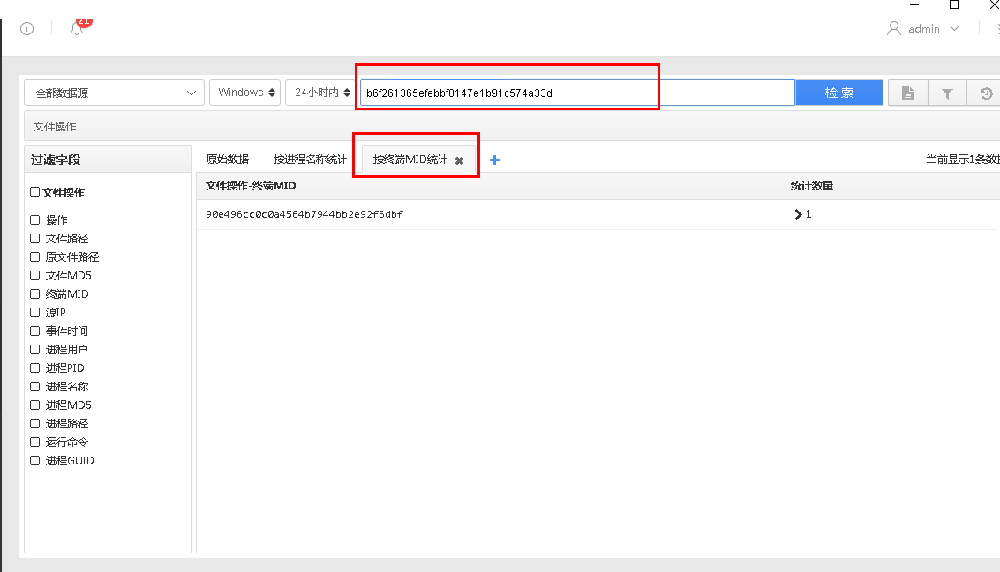 21
admin
全部数据源 Windows 24小时内 b6f261365efebbf0147e1b91c574a33d 检 索
文件操作
过滤字段
文件操作
操作
文件路径
原文件路径
文件MD5
终端MID
源IP
事件时间
进程用户
进程PID
进程名称
进程MD5
进程路径
运行命令
进程GUID
原始数据 按进程名称统计 按终端MID统计 当前显示1条数据
文件操作-终端MID 统计数量
90e496cc0c0a4564b7944bb2e92f6dbf 1